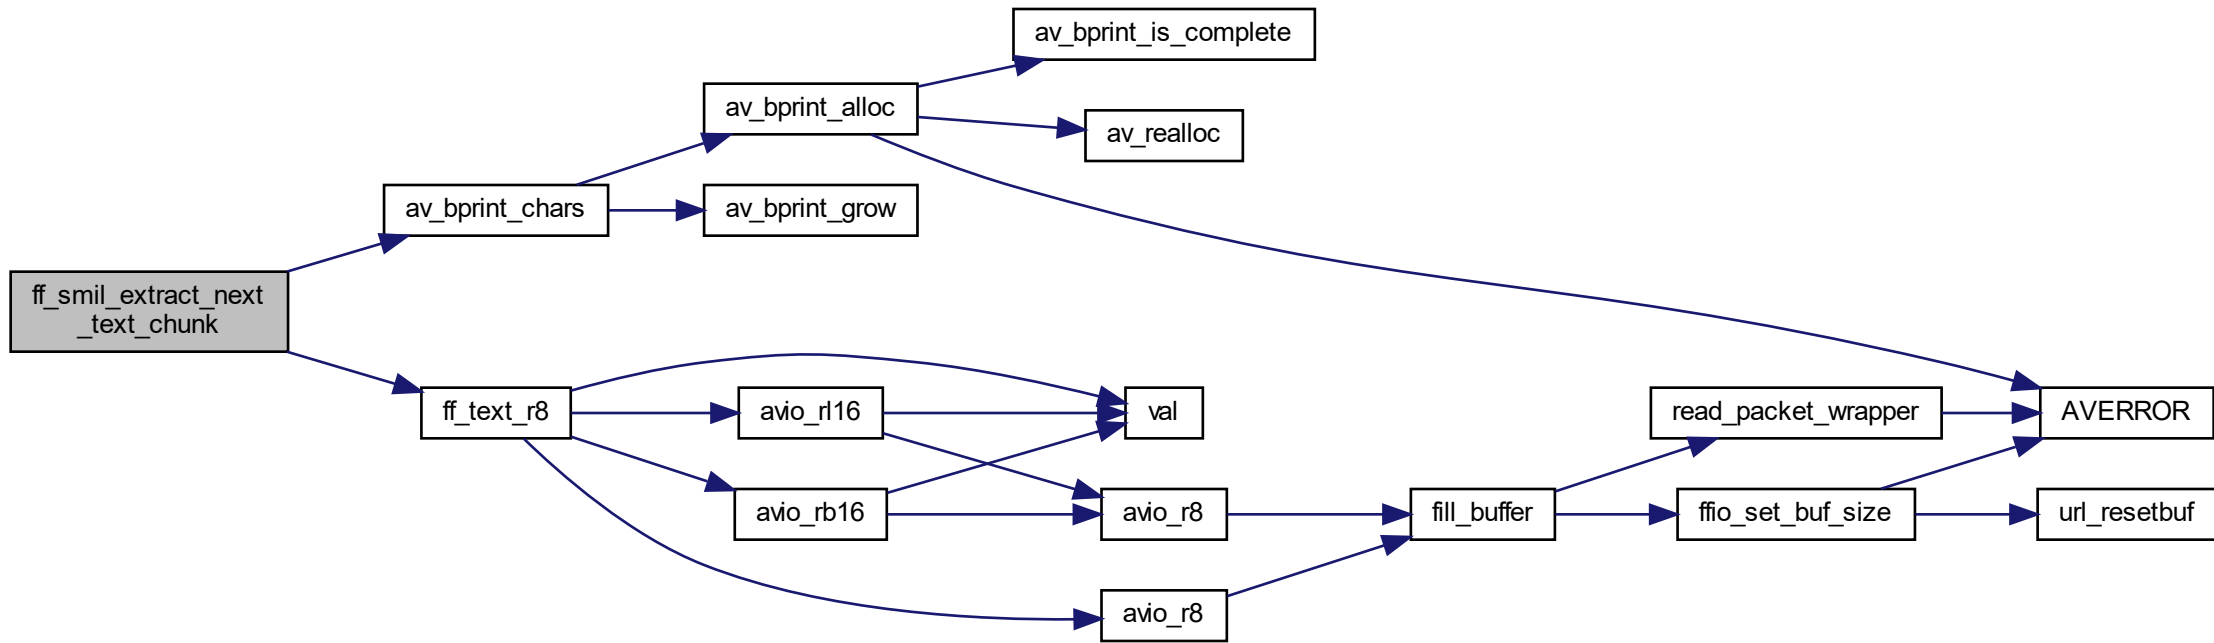 av_bprint_is_complete
av_bprint_alloc
av_realloc
av_bprint_chars
av_bprint_grow
ff_smil_extract_next
_text_chunk
ff_text_r8
avio_rl16
val
read_packet_wrapper
AVERROR
avio_rb16
avio_r8
fill_buffer
ffio_set_buf_size
url_resetbuf
avio_r8